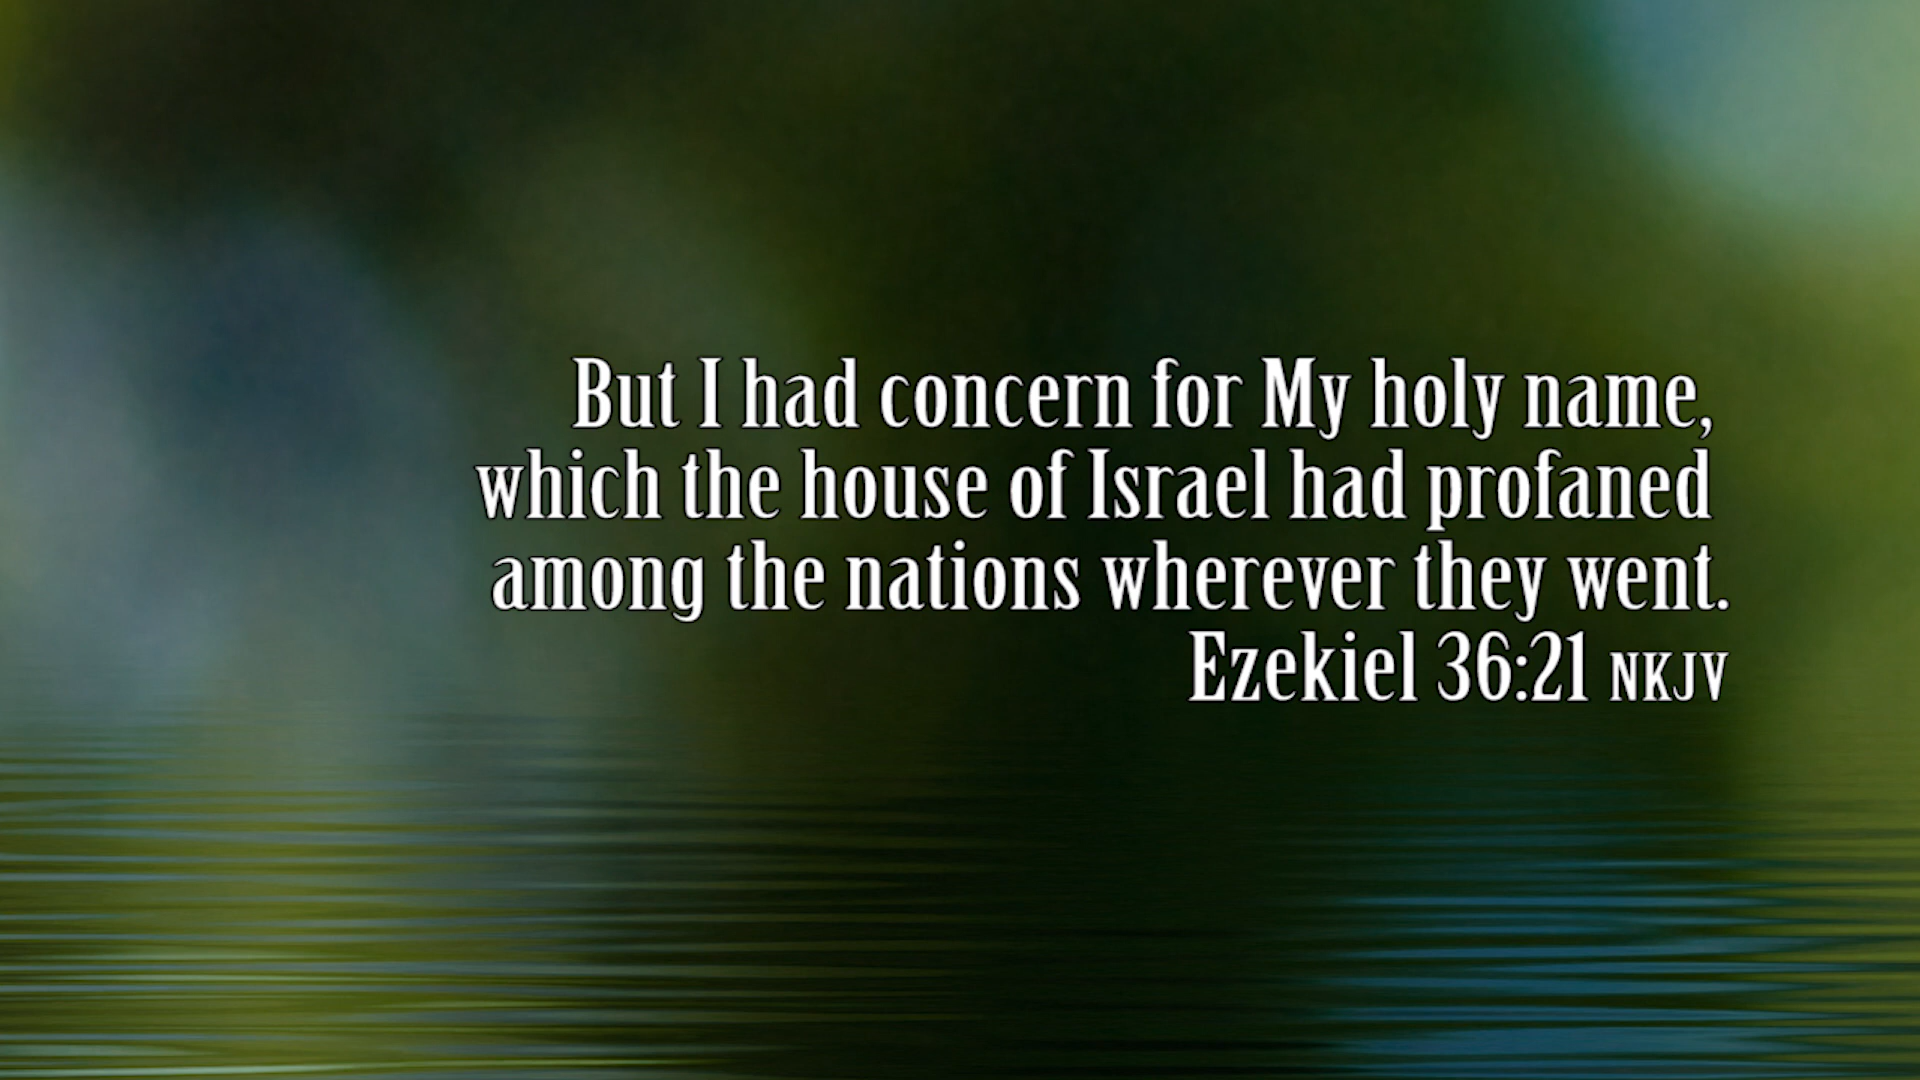 But I had concern for My holy name,
which the house of Israel had profaned
among the nations wherever they went.
Ezekiel 36:21 NKJV